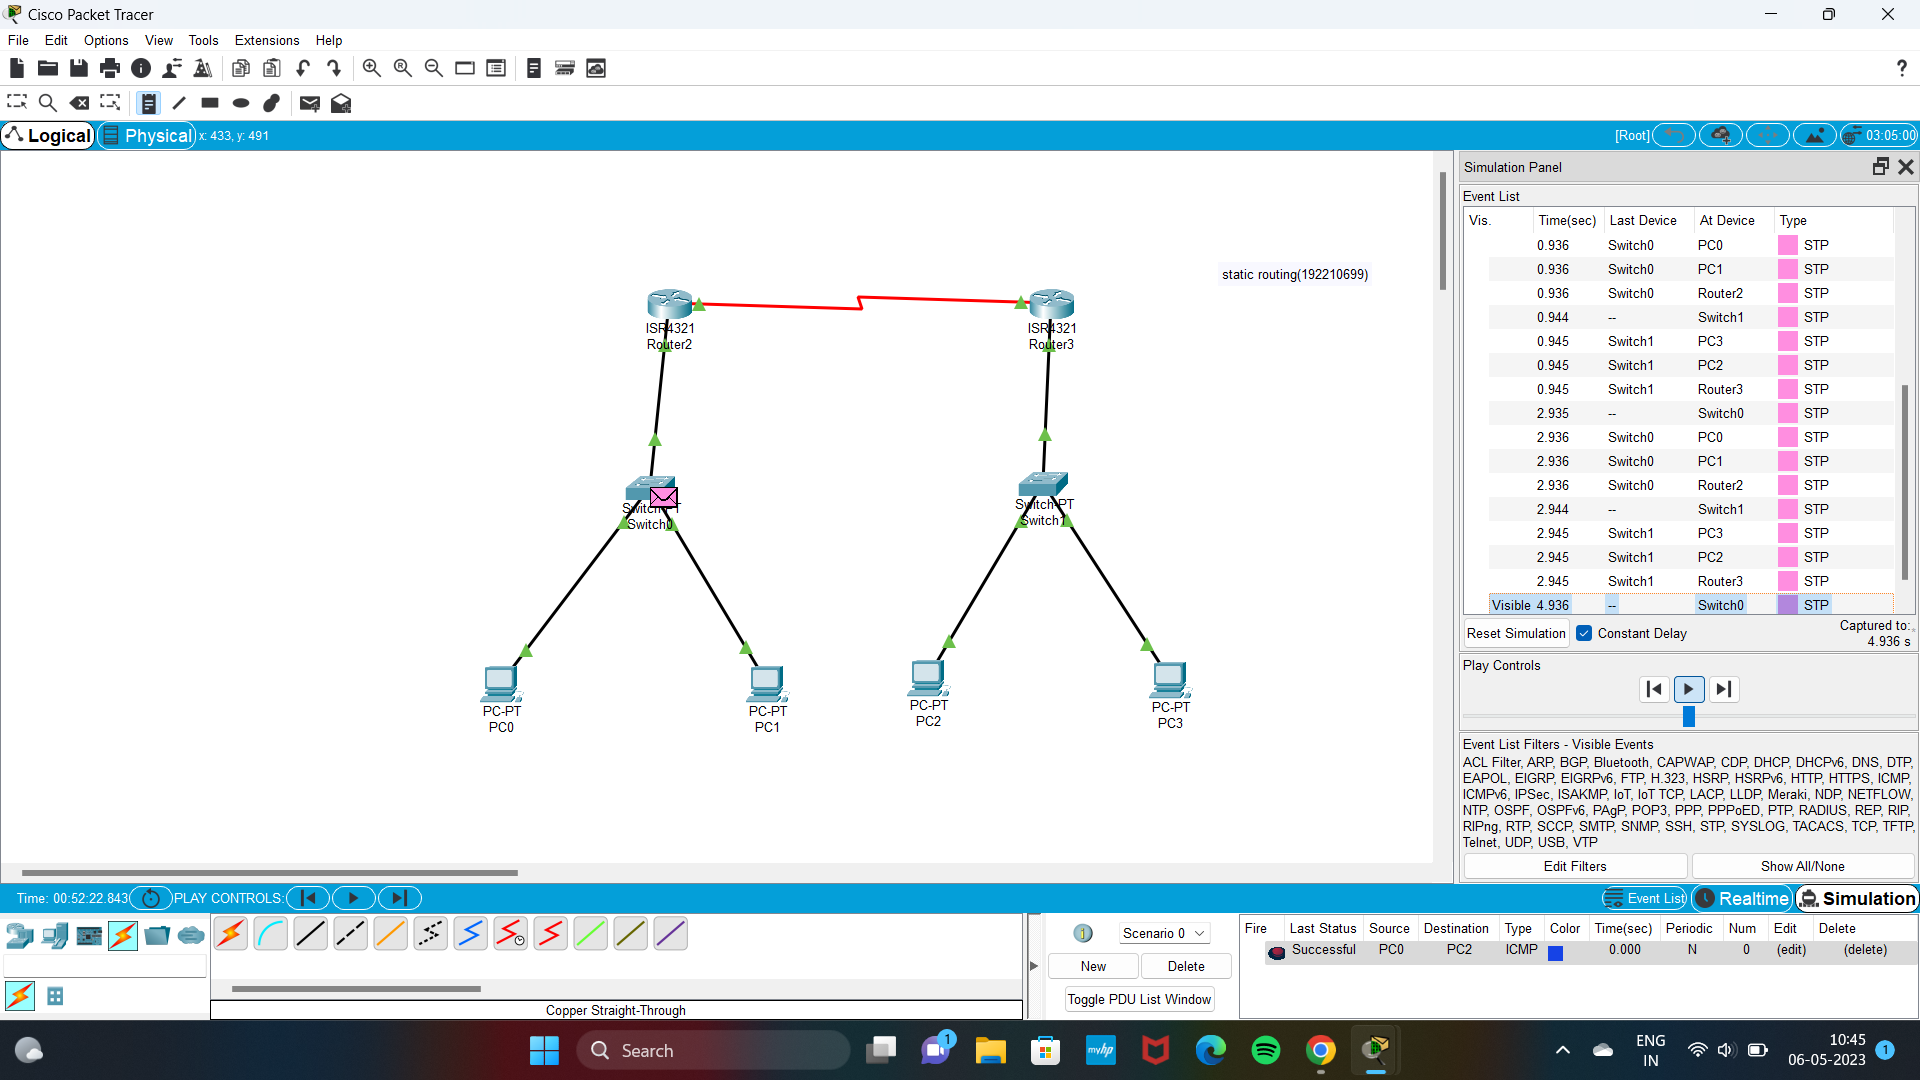 Cisco Packet Tracer
File Edit Options View Tools Extensions Help
?
Logical Physical x: 433, y: 491 [Root] 03:05:00
static routing(192210699)
ISR4321
Router2
ISR4321
Router3
Switch-PT
Switch0
Switch-PT
Switch1
PC-PT
PC0
PC-PT
PC1
PC-PT
PC2
PC-PT
PC3
Simulation Panel
Event List
Vis. Time(sec) Last Device At Device Type
0.936 Switch0 PC0 STP
0.936 Switch0 PC1 STP
0.936 Switch0 Router2 STP
0.944 -- Switch1 STP
0.945 Switch1 PC3 STP
0.945 Switch1 PC2 STP
0.945 Switch1 Router3 STP
2.935 -- Switch0 STP
2.936 Switch0 PC0 STP
2.936 Switch0 PC1 STP
2.936 Switch0 Router2 STP
2.944 -- Switch1 STP
2.945 Switch1 PC3 STP
2.945 Switch1 PC2 STP
2.945 Switch1 Router3 STP
Visible 4.936 -- Switch0 STP
Reset Simulation Constant Delay Captured to:
4.936 s
Play Controls
Event List Filters - Visible Events
ACL Filter, ARP, BGP, Bluetooth, CAPWAP, CDP, DHCP, DHCPv6, DNS, DTP,
EAPOL, EIGRP, EIGRPv6, FTP, H.323, HSRP, HSRPv6, HTTP, HTTPS, ICMP,
ICMPv6, IPSec, ISAKMP, IoT, IoT TCP, LACP, LLDP, Meraki, NDP, NETFLOW,
NTP, OSPF, OSPFv6, PAgP, POP3, PPP, PPPoED, PTP, RADIUS, REP, RIP,
RIPng, RTP, SCCP, SMTP, SNMP, SSH, STP, SYSLOG, TACACS, TCP, TFTP,
Telnet, UDP, USB, VTP
Edit Filters Show All/None
Time: 00:52:22.843 PLAY CONTROLS: Event List Realtime Simulation
Copper Straight-Through
1 Scenario 0
New Delete
Toggle PDU List Window
Fire Last Status Source Destination Type Color Time(sec) Periodic Num Edit Delete
Successful PC0 PC2 ICMP 0.000 N 0 (edit) (delete)
Search
1
myhp
ENG
IN
10:45
06-05-2023
1